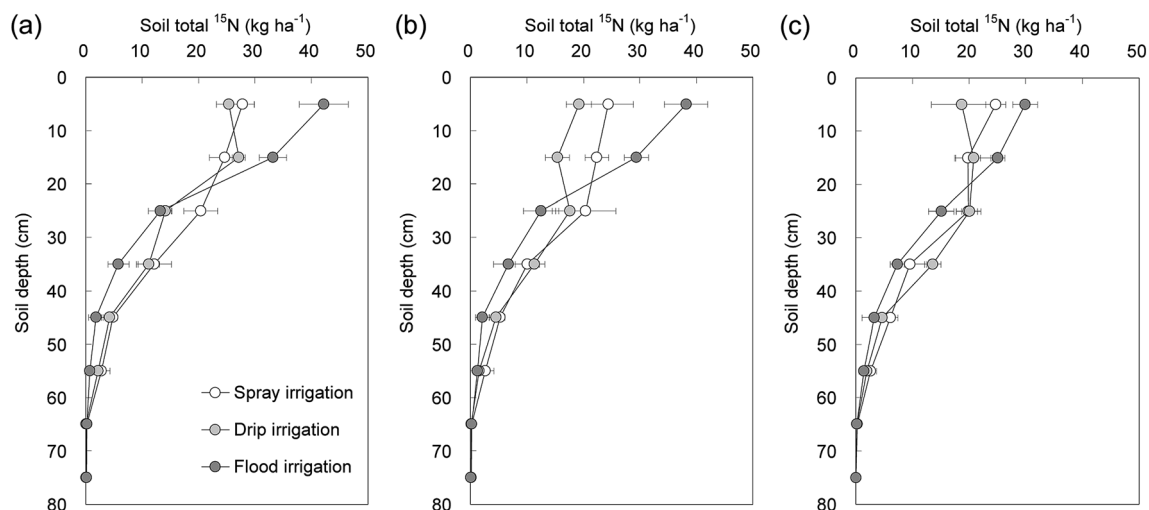 (a) Soil total ¹⁵N (kg ha⁻¹)
0 10 20 30 40 50
0
10
20
30
40
50
60
70
80
Soil depth (cm)
Spray irrigation
Drip irrigation
Flood irrigation
(b) Soil total ¹⁵N (kg ha⁻¹)
0 10 20 30 40 50
0
10
20
30
40
50
60
70
80
Soil depth (cm)
(c) Soil total ¹⁵N (kg ha⁻¹)
0 10 20 30 40 50
0
10
20
30
40
50
60
70
80
Soil depth (cm)